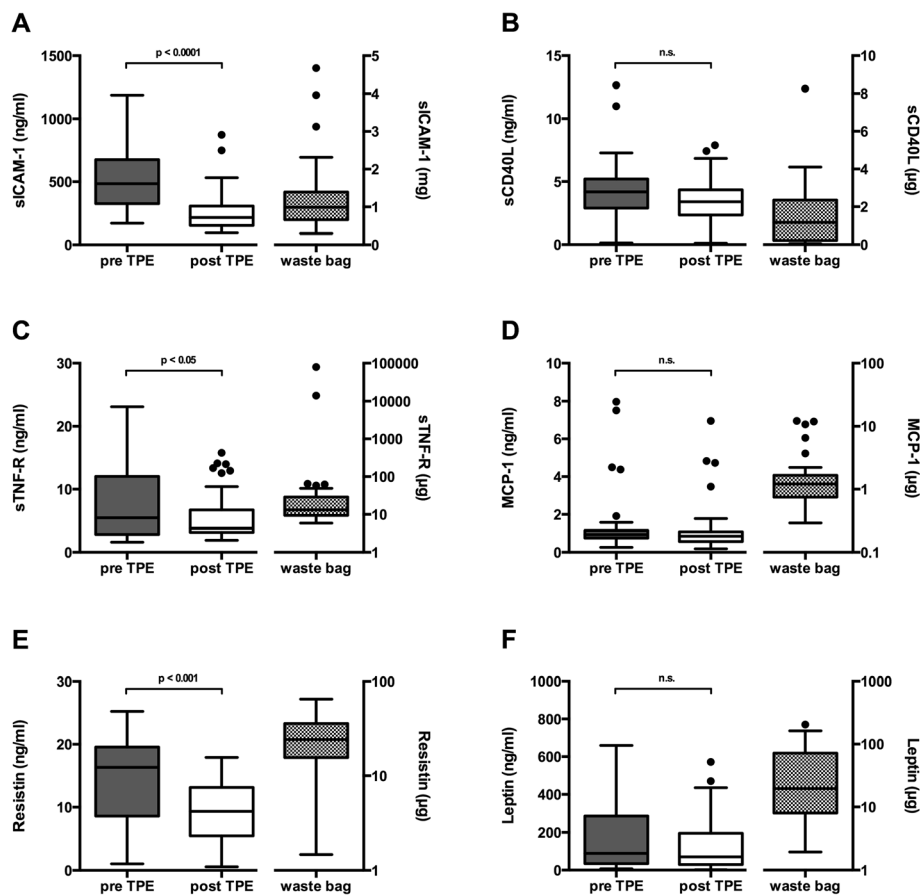 A
p < 0.0001
sICAM-1 (ng/ml)
1500
1000
500
0
pre TPE
post TPE
waste bag
5
4
3
2
1
0
sICAM-1 (mg)
B
n.s.
sCD40L (ng/ml)
15
10
5
0
pre TPE
post TPE
waste bag
10
8
6
4
2
0
sCD40L (µg)
C
p < 0.05
sTNF-R (ng/ml)
30
20
10
0
pre TPE
post TPE
waste bag
100000
10000
1000
100
10
1
sTNF-R (µg)
D
n.s.
MCP-1 (ng/ml)
10
8
6
4
2
0
pre TPE
post TPE
waste bag
100
10
1
0.1
MCP-1 (µg)
E
p < 0.001
Resistin (ng/ml)
30
20
10
0
pre TPE
post TPE
waste bag
100
10
1
Resistin (µg)
F
n.s.
Leptin (ng/ml)
1000
800
600
400
200
0
pre TPE
post TPE
waste bag
1000
100
10
1
Leptin (µg)